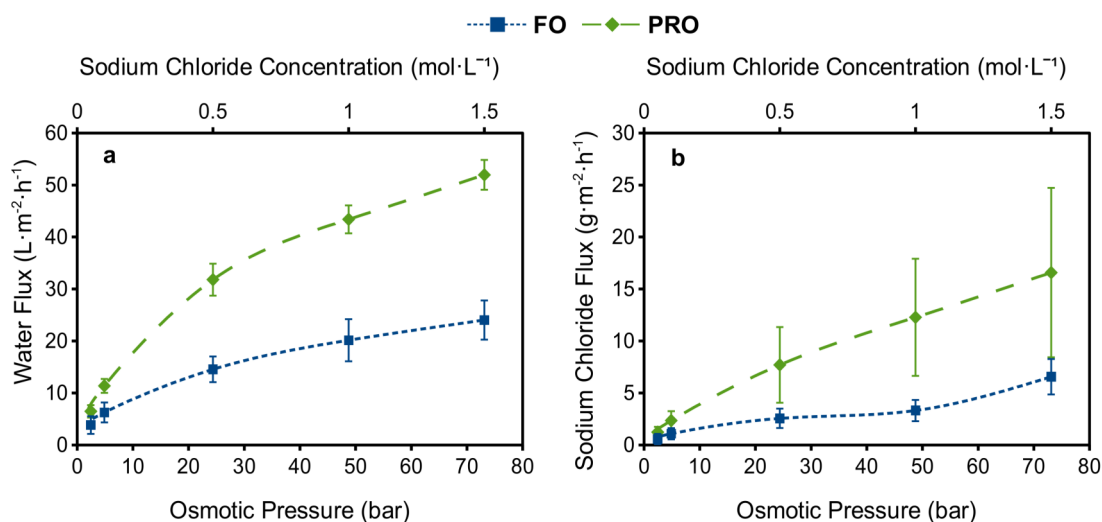 FO PRO
Sodium Chloride Concentration (mol·L⁻¹)
0 0.5 1 1.5
60
50
40
30
20
10
0
a
Water Flux (L·m⁻²·h⁻¹)
0 10 20 30 40 50 60 70 80
Osmotic Pressure (bar)
Sodium Chloride Concentration (mol·L⁻¹)
0 0.5 1 1.5
30
25
20
15
10
5
0
b
Sodium Chloride Flux (g·m⁻²·h⁻¹)
0 10 20 30 40 50 60 70 80
Osmotic Pressure (bar)